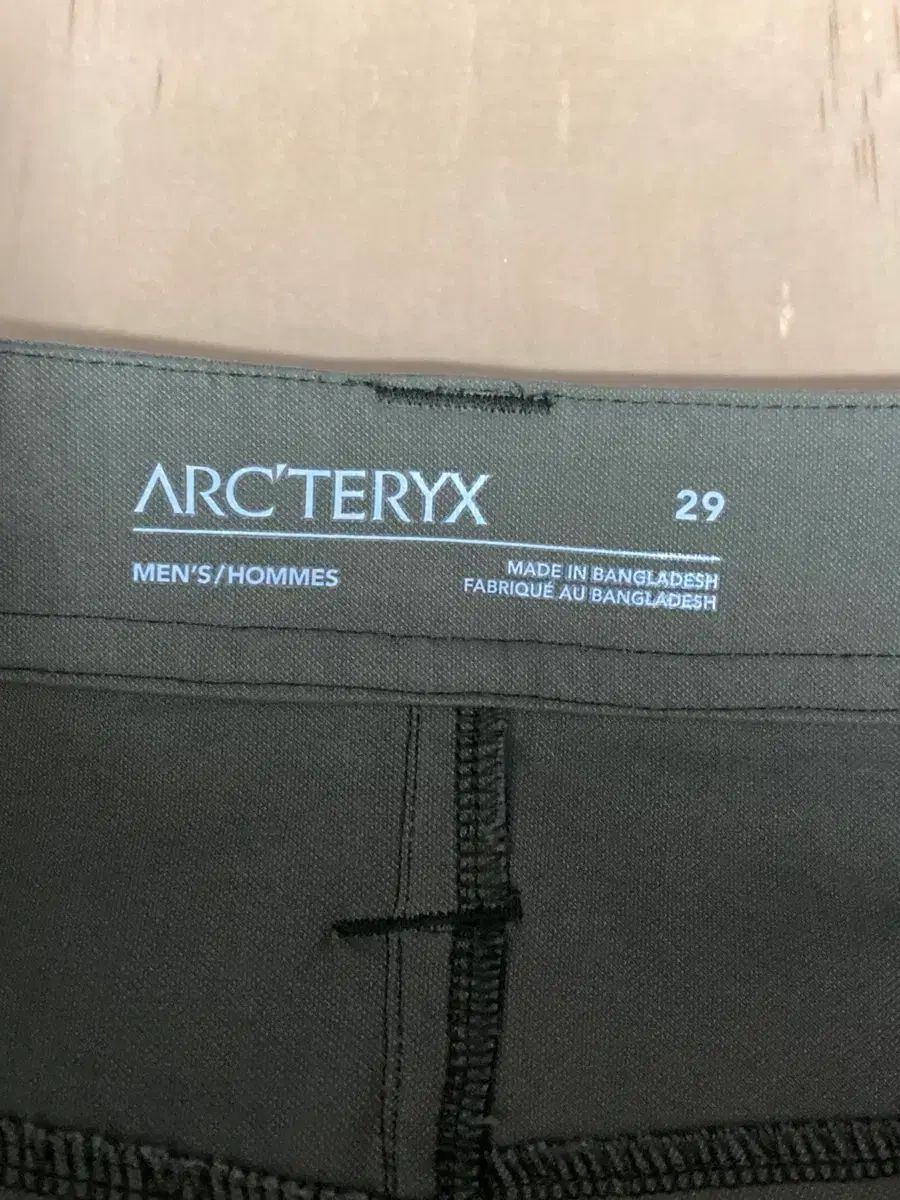 ARC'TERYX 29
MEN'S/HOMMES
MADE IN BANGLADESH
FABRIQUÉ AU BANGLADESH